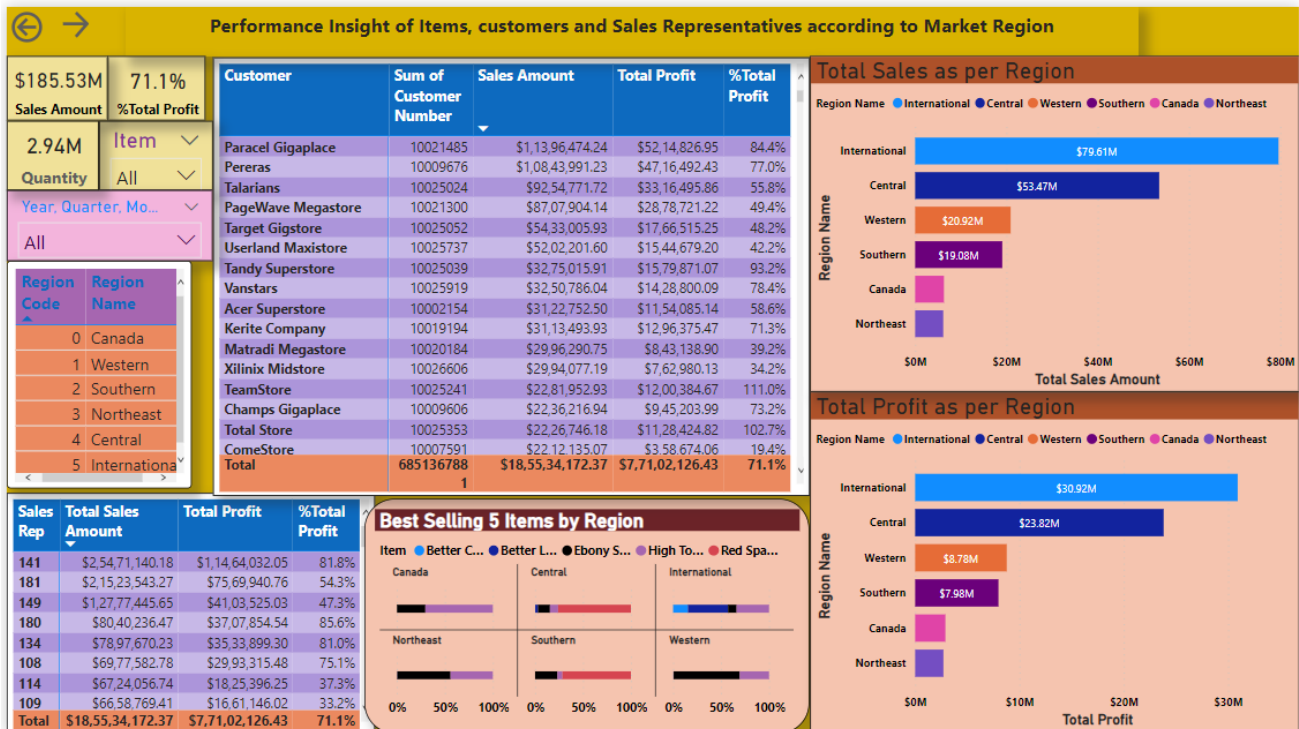 Performance Insight of Items, customers and Sales Representatives according to Market Region
$185.53M
Sales Amount
71.1%
%Total Profit
2.94M
Quantity
Item
All
Year, Quarter, Mo...
All
Region Code Region Name
0 Canada
1 Western
2 Southern
3 Northeast
4 Central
5 Internationa
Customer Sum of Customer Number Sales Amount Total Profit %Total Profit
Paracel Gigaplace 10021485 $1,13,96,474.24 $52,14,826.95 84.4%
Pereras 10009676 $1,08,43,991.23 $47,16,492.43 77.0%
Talarians 10025024 $92,54,771.72 $33,16,495.86 55.8%
PageWave Megastore 10021300 $87,07,904.14 $28,78,721.22 49.4%
Target Gigstore 10025052 $54,33,005.93 $17,66,515.25 48.2%
Userland Maxistore 10025737 $52,02,201.60 $15,44,679.20 42.2%
Tandy Superstore 10025039 $32,75,015.91 $15,79,871.07 93.2%
Vanstars 10025919 $32,50,786.04 $14,28,800.09 78.4%
Acer Superstore 10002154 $31,22,752.50 $11,54,085.14 58.6%
Kerite Company 10019194 $31,13,493.93 $12,96,375.47 71.3%
Matradi Megastore 10020184 $29,96,290.75 $8,43,138.90 39.2%
Xilinix Midstore 10026606 $29,94,077.19 $7,62,980.13 34.2%
TeamStore 10025241 $22,81,952.93 $12,00,384.67 111.0%
Champs Gigaplace 10009606 $22,36,216.94 $9,45,203.99 73.2%
Total Store 10025353 $22,26,746.18 $11,28,424.82 102.7%
ComeStore 10007591 $22,12,135.07 $3,58,674.06 19.4%
Total 685136788 $18,55,34,172.37 $7,71,02,126.43 71.1%
1
Total Sales as per Region
Region Name International Central Western Southern Canada Northeast
Region Name
International $79.61M
Central $53.47M
Western $20.92M
Southern $19.08M
Canada
Northeast
$0M $20M $40M $60M $80M
Total Sales Amount
Total Profit as per Region
Region Name International Central Western Southern Canada Northeast
Region Name
International $30.92M
Central $23.82M
Western $8.78M
Southern $7.98M
Canada
Northeast
$0M $10M $20M $30M
Total Profit
Sales Rep Total Sales Amount Total Profit %Total Profit
141 $2,54,71,140.18 $1,14,64,032.05 81.8%
181 $2,15,23,543.27 $75,69,940.76 54.3%
149 $1,27,77,445.65 $41,03,525.03 47.3%
180 $80,40,236.47 $37,07,854.54 85.6%
134 $78,97,670.23 $35,33,899.30 81.0%
108 $69,77,582.78 $29,93,315.48 75.1%
114 $67,24,056.74 $18,25,396.25 37.3%
109 $66,58,769.41 $16,61,146.02 33.2%
Total $18,55,34,172.37 $7,71,02,126.43 71.1%
Best Selling 5 Items by Region
Item Better C... Better L... Ebony S... High To... Red Spa...
Canada Central International
Northeast Southern Western
0% 50% 100% 0% 50% 100% 0% 50% 100%